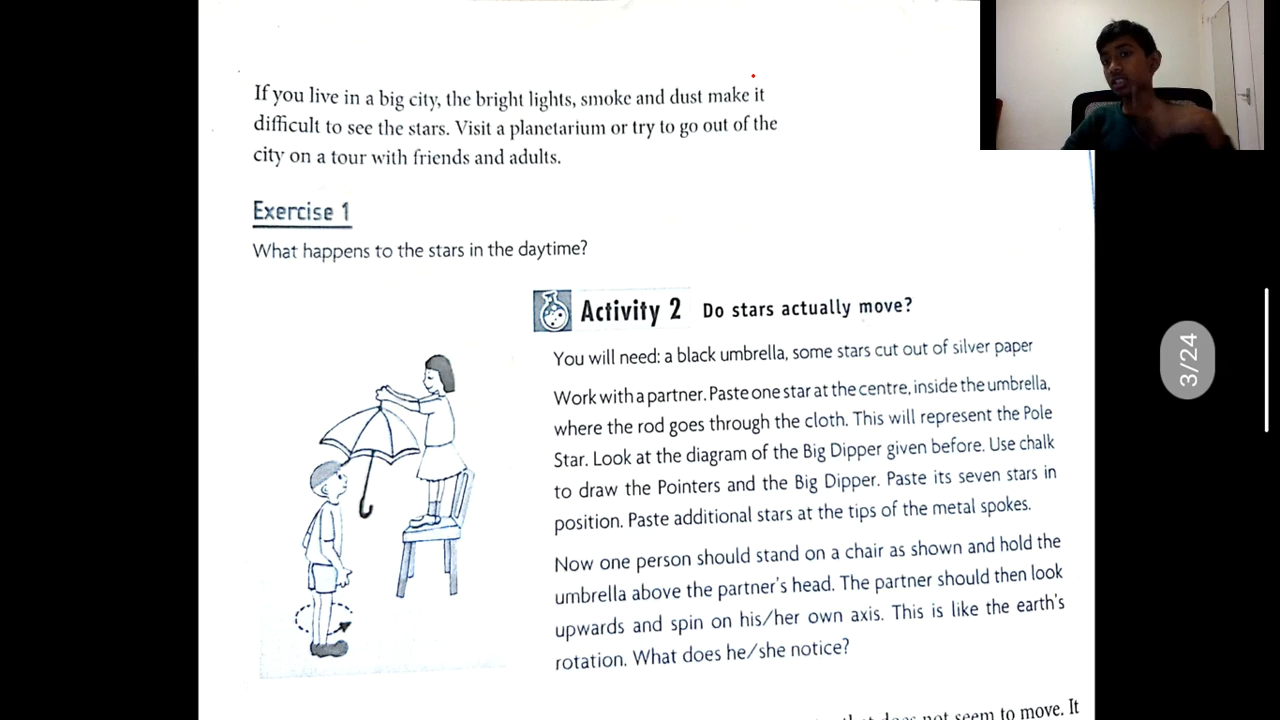 If you live in a big city, the bright lights, smoke and dust make it
difficult to see the stars. Visit a planetarium or try to go out of the
city on a tour with friends and adults.
Exercise 1
What happens to the stars in the daytime?
Activity 2 Do stars actually move?
You will need: a black umbrella, some stars cut out of silver paper
Work with a partner. Paste one star at the centre, inside the umbrella,
where the rod goes through the cloth. This will represent the Pole
Star. Look at the diagram of the Big Dipper given before. Use chalk
to draw the Pointers and the Big Dipper. Paste its seven stars in
position. Paste additional stars at the tips of the metal spokes.
Now one person should stand on a chair as shown and hold the
umbrella above the partner's head. The partner should then look
upwards and spin on his/her own axis. This is like the earth's
rotation. What does he/she notice?
that does not seem to move. It
3/24